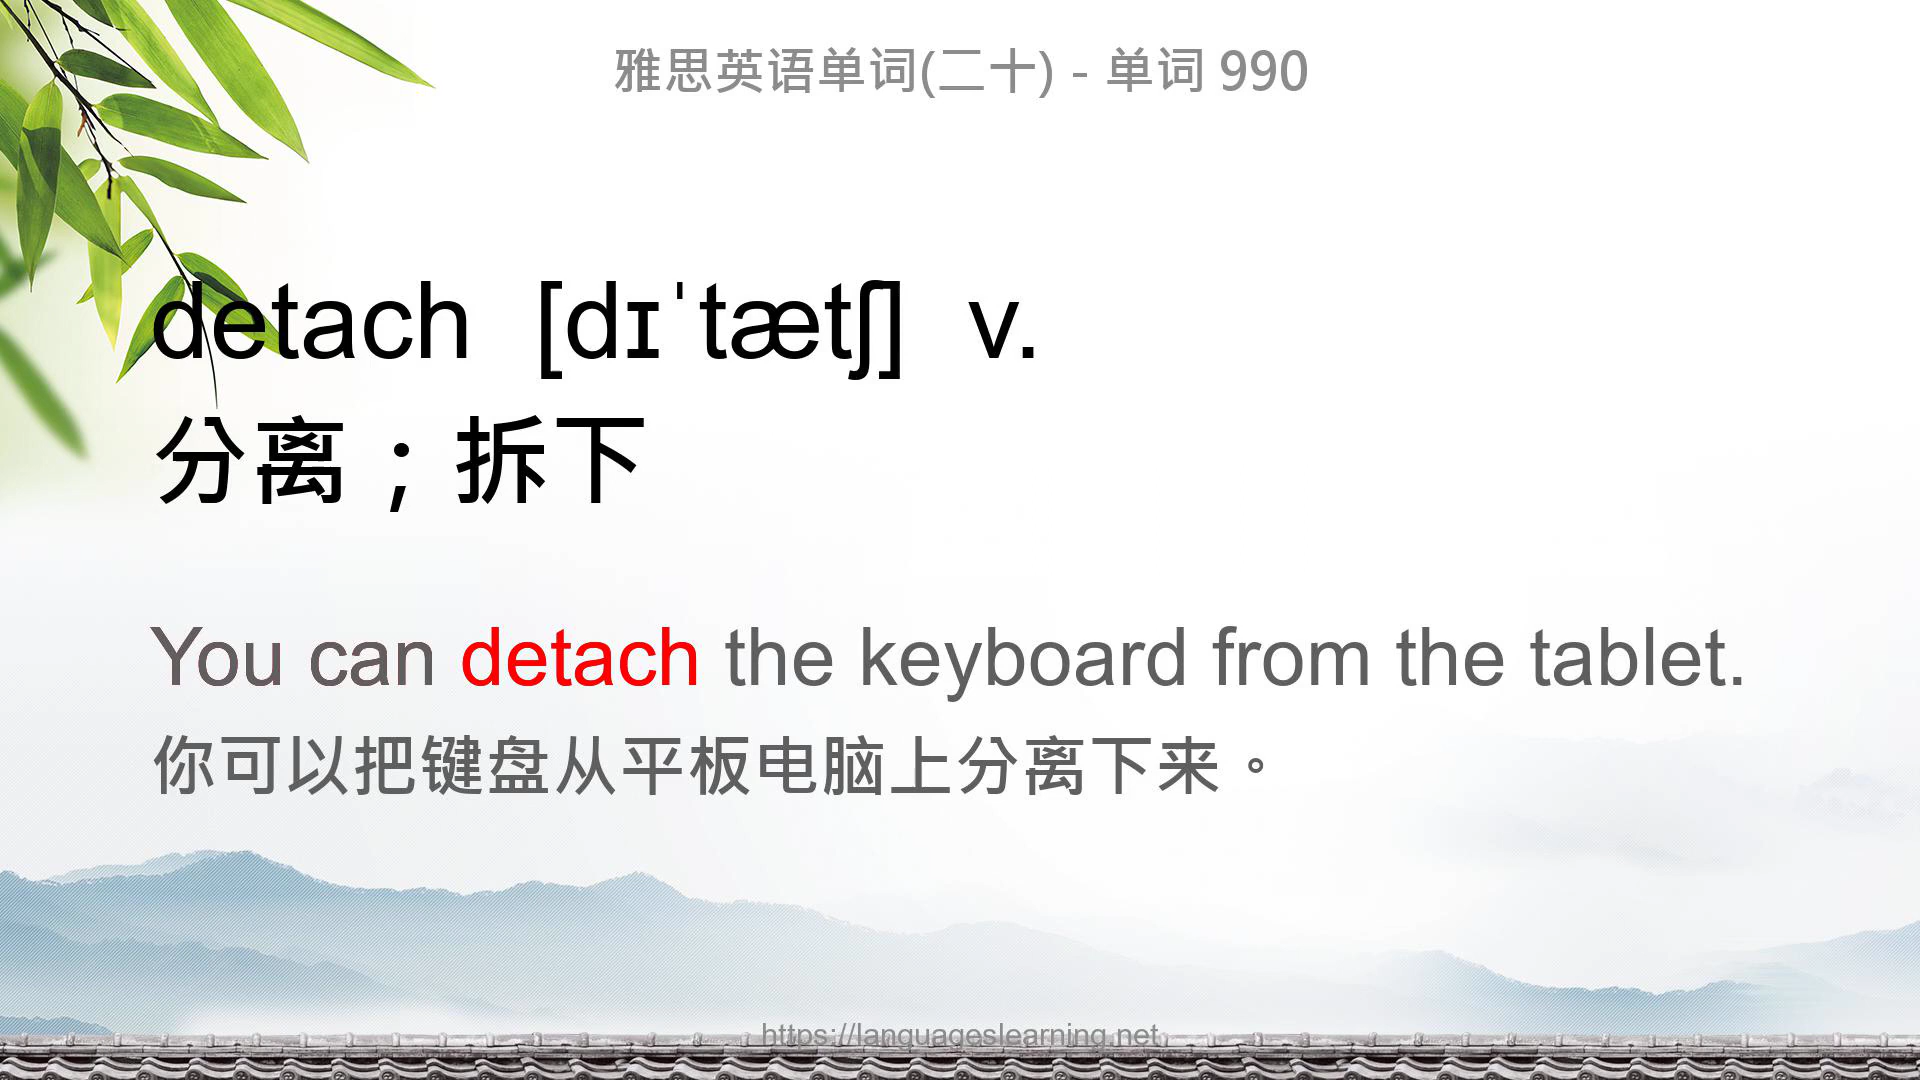 雅思英语单词(二十) - 单词 990
detach [dɪˈtætʃ] v.
分离；拆下
You can detach the keyboard from the tablet.
你可以把键盘从平板电脑上分离下来。
https://languageslearning.net